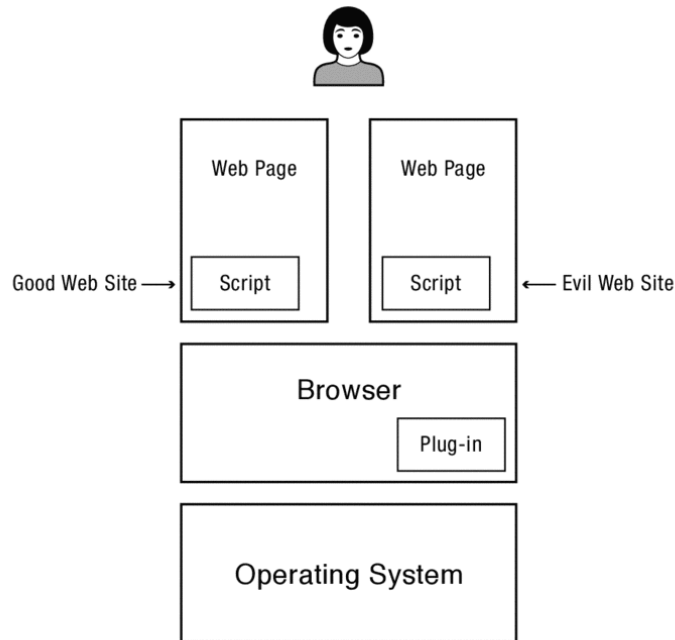 Web Page
Web Page
Good Web Site
Script
Script
Evil Web Site
Browser
Plug-in
Operating System